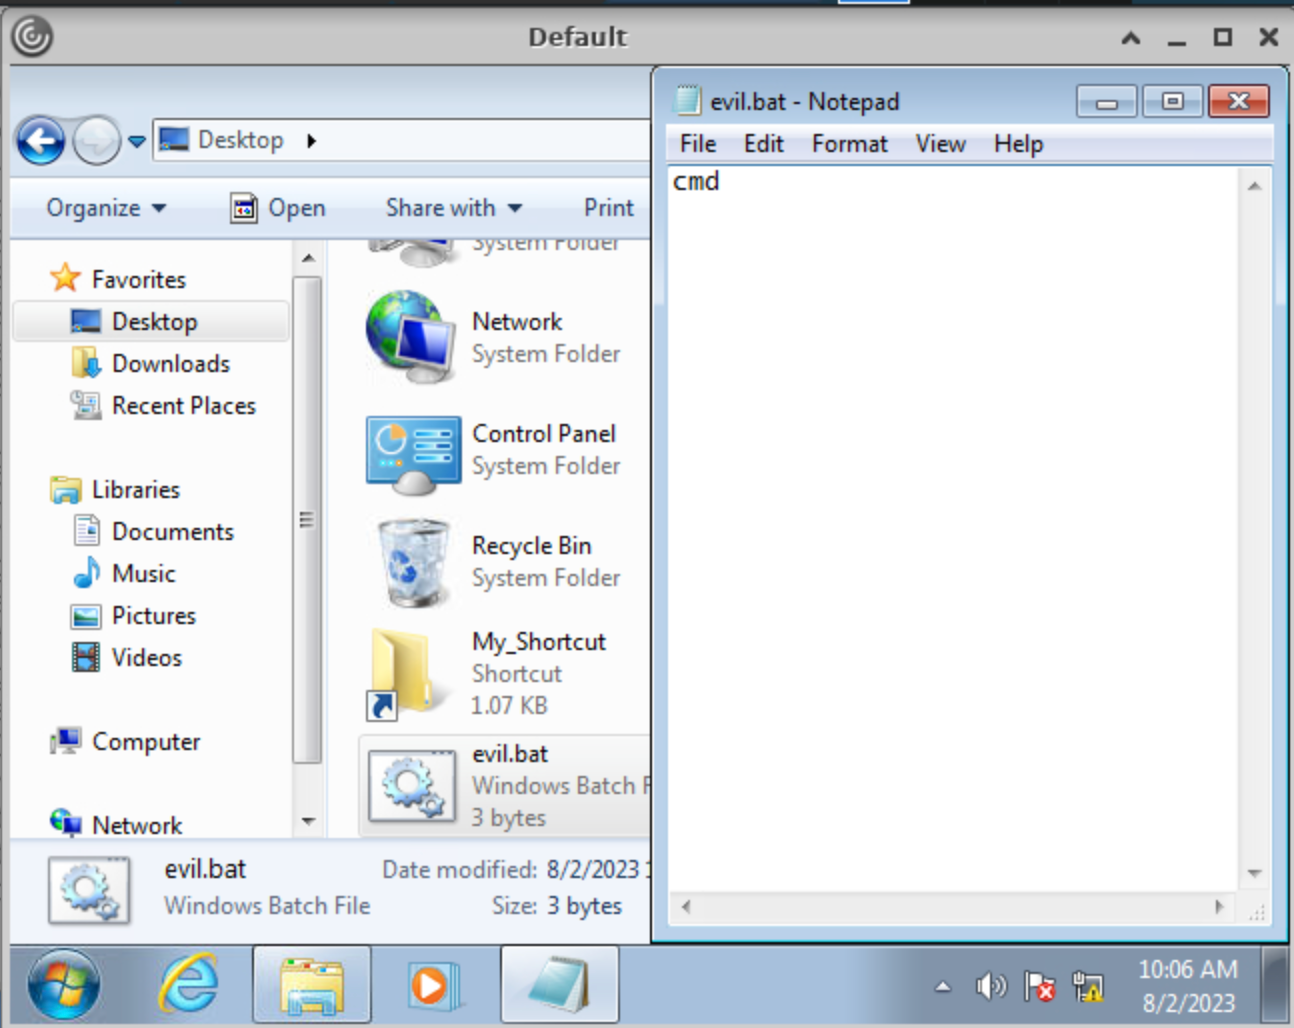 Default
Desktop
Organize
Open
Share with
Print
Favorites
Desktop
Downloads
Recent Places
Libraries
Documents
Music
Pictures
Videos
Computer
Network
System Folder
Network
System Folder
Control Panel
System Folder
Recycle Bin
System Folder
My_Shortcut
Shortcut
1.07 KB
evil.bat
Windows Batch
3 bytes
evil.bat
Date modified: 8/2/2023
Windows Batch File
Size: 3 bytes
evil.bat - Notepad
File Edit Format View Help
cmd
10:06 AM
8/2/2023